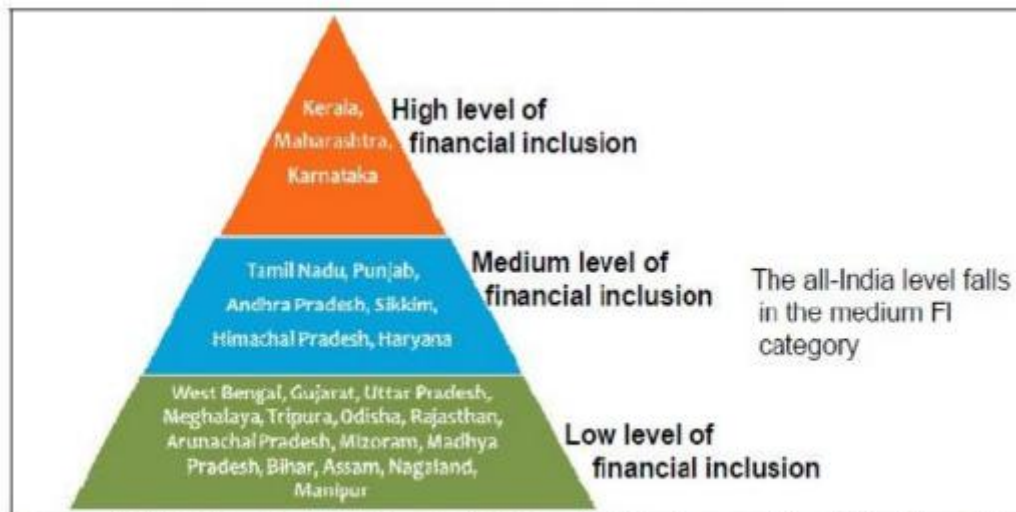 Kerala,
Maharashtra,
Karnataka
High level of
financial inclusion
Tamil Nadu, Punjab,
Andhra Pradesh, Sikkim,
Himachal Pradesh, Haryana
Medium level of
financial inclusion
The all-India level falls
in the medium FI
category
West Bengal, Gujarat, Uttar Pradesh,
Meghalaya, Tripura, Odisha, Rajasthan,
Arunachal Pradesh, Mizoram, Madhya
Pradesh, Bihar, Assam, Nagaland,
Manipur
Low level of
financial inclusion